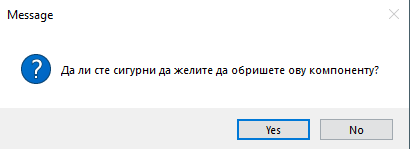 Message
Да ли сте сигурни да желите да обришете ову компоненту?
Yes
No